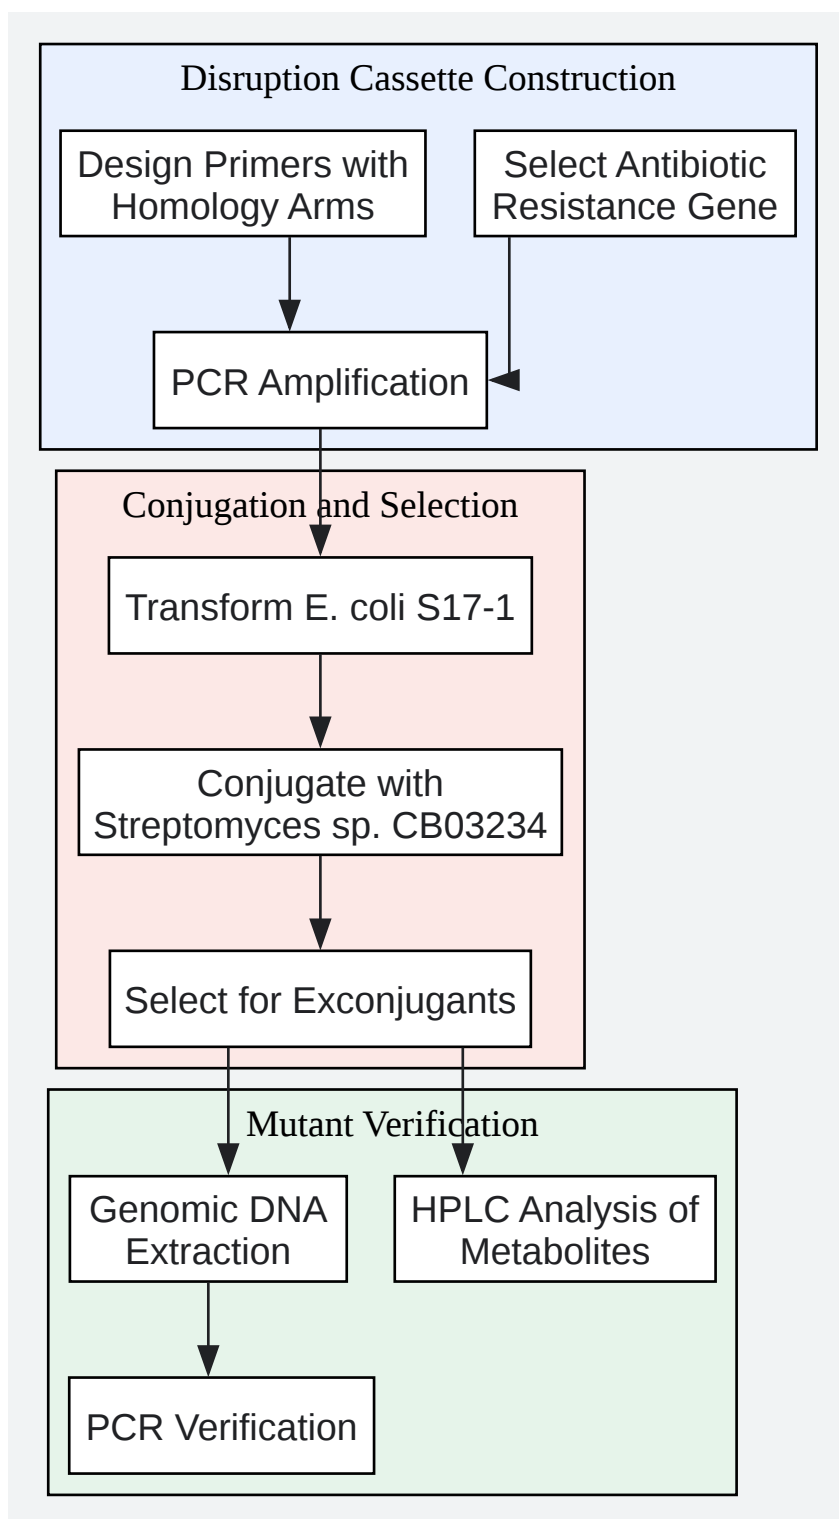 Disruption Cassette Construction
Design Primers with
Homology Arms
Select Antibiotic
Resistance Gene
PCR Amplification
Conjugation and Selection
Transform E. coli S17-1
Conjugate with
Streptomyces sp. CB03234
Select for Exconjugants
Mutant Verification
Genomic DNA
Extraction
HPLC Analysis of
Metabolites
PCR Verification